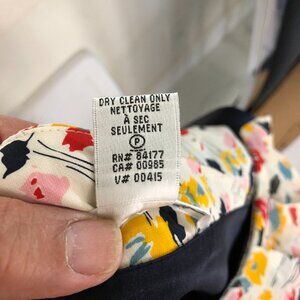 DRY CLEAN ONLY
NETTOYAGE
À SEC
SEULEMENT
P
RN# 84177
CA# 00985
V# 00415